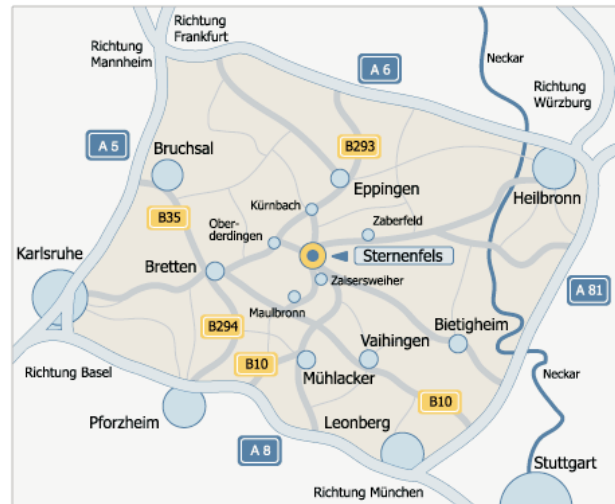 Richtung
Frankfurt
Richtung
Mannheim
A 6
Neckar
Richtung
Würzburg
A 5
Bruchsal
B293
Eppingen
Heilbronn
Kürnbach
B35
Zaberfeld
Ober-
derdingen
Karlsruhe
Sternenfels
Bretten
Zaisersweiher
A 81
Maulbronn
B294
Vaihingen
Bietigheim
B10
Richtung Basel
Mühlacker
Neckar
B10
Pforzheim
Leonberg
A 8
Stuttgart
Richtung München